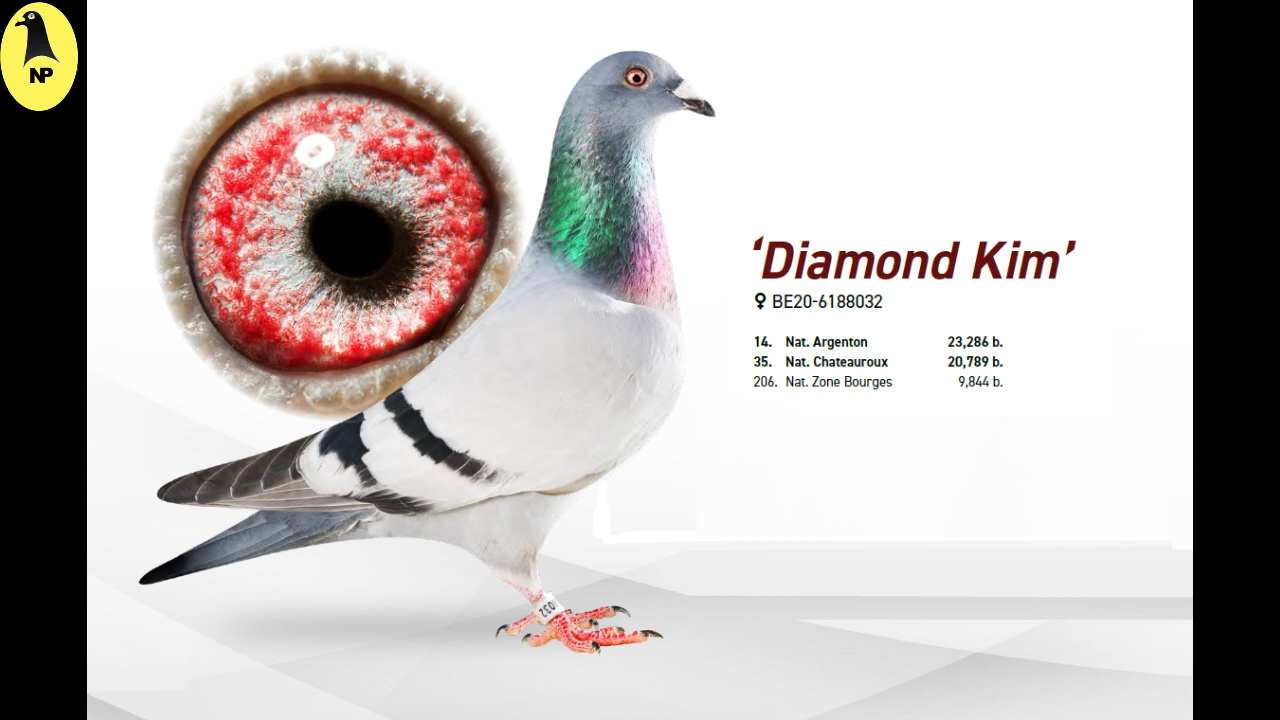 NP
‘Diamond Kim’
♀ BE20-6188032
14. Nat. Argenton 23,286 b.
35. Nat. Chateauroux 20,789 b.
206. Nat. Zone Bourges 9,844 b.